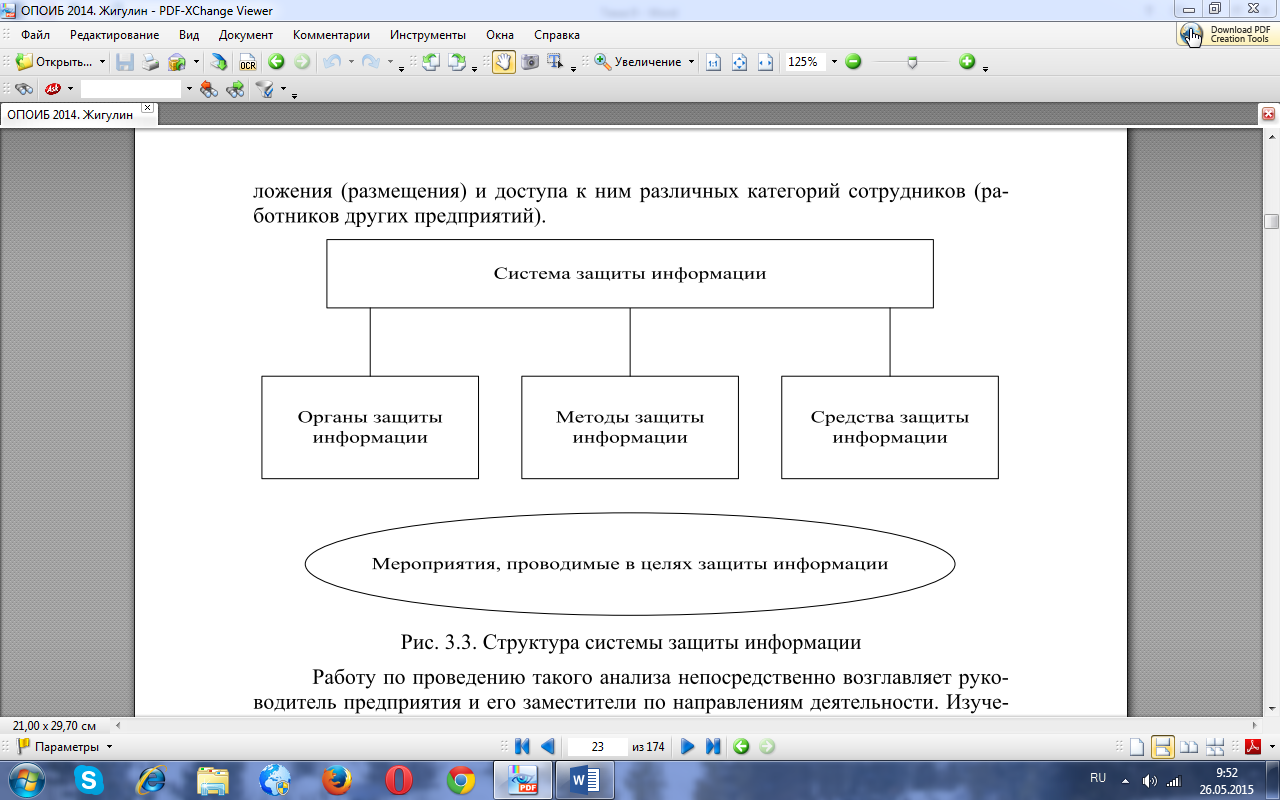 ОПОИБ 2014. Жигулин - PDF-XChange Viewer
Файл Редактирование Вид Документ Комментарии Инструменты Окна Справка
Download PDF
Creation Tools
Открыть... OCR Увеличение 1:1 125%
Ask
ОПОИБ 2014. Жигулин
ложения (размещения) и доступа к ним различных категорий сотрудников (ра-
ботников других предприятий).
Система защиты информации
Органы защиты
информации
Методы защиты
информации
Средства защиты
информации
Мероприятия, проводимые в целях защиты информации
Рис. 3.3. Структура системы защиты информации
Работу по проведению такого анализа непосредственно возглавляет руко-
водитель предприятия и его заместители по направлениям деятельности. Изуче-
21,00 x 29,70 см
Параметры 23 из 174
RU 9:52
26.05.2015